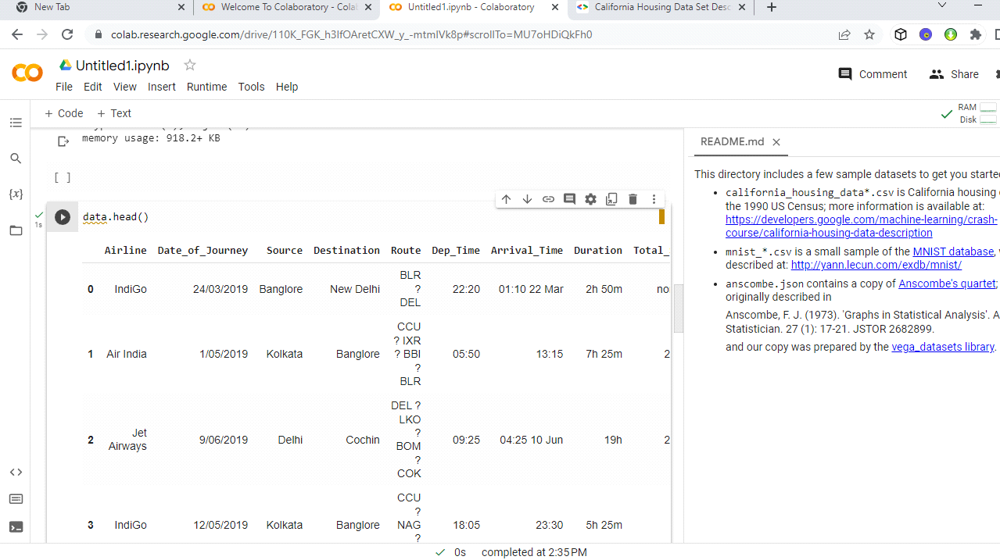 New Tab
Welcome To Colaboratory - Colab
Untitled1.ipynb - Colaboratory
California Housing Data Set Desc
colab.research.google.com/drive/110K_FGK_h3IfOAretCXW_y_-mtmIVk8p#scrollTo=MU7oHDiQkFh0
Untitled1.ipynb
File Edit View Insert Runtime Tools Help
Comment
Share
+ Code + Text
RAM
Disk
memory usage: 918.2+ KB
[ ]
{x}
1s
data.head()
Airline Date_of_Journey Source Destination Route Dep_Time Arrival_Time Duration Total_
0 IndiGo 24/03/2019 Banglore New Delhi BLR ? DEL 22:20 01:10 22 Mar 2h 50m no
1 Air India 1/05/2019 Kolkata Banglore CCU ? IXR ? BBI ? BLR 05:50 13:15 7h 25m 2
2 Jet Airways 9/06/2019 Delhi Cochin DEL ? LKO ? BOM ? COK 09:25 04:25 10 Jun 19h 2
3 IndiGo 12/05/2019 Kolkata Banglore CCU ? NAG ? 18:05 23:30 5h 25m
README.md
This directory includes a few sample datasets to get you started
california_housing_data*.csv is California housing
the 1990 US Census; more information is available at:
https://developers.google.com/machine-learning/crash-
course/california-housing-data-description
mnist_*.csv is a small sample of the MNIST database,
described at: http://yann.lecun.com/exdb/mnist/
anscombe.json contains a copy of Anscombe's quartet;
originally described in
Anscombe, F. J. (1973). 'Graphs in Statistical Analysis'. A
Statistician. 27 (1): 17-21. JSTOR 2682899.
and our copy was prepared by the vega_datasets library.
0s completed at 2:35 PM